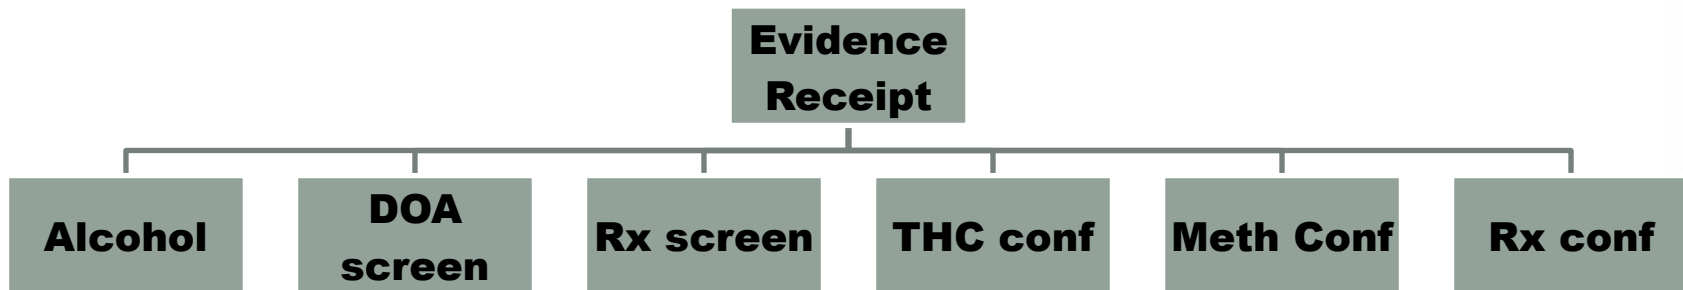 Evidence
Receipt
Alcohol
DOA
screen
Rx screen
THC conf
Meth Conf
Rx conf